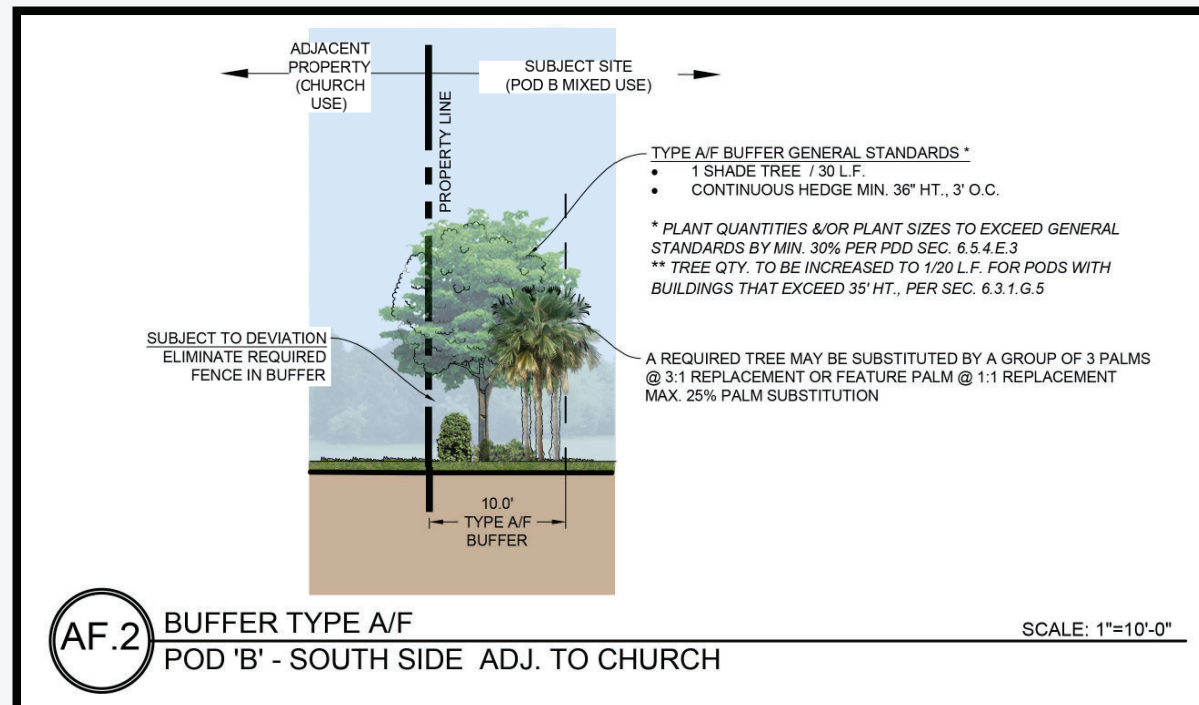 ADJACENT
PROPERTY
(CHURCH
USE)
SUBJECT SITE
(POD B MIXED USE)
PROPERTY LINE
TYPE A/F BUFFER GENERAL STANDARDS *
• 1 SHADE TREE / 30 L.F.
• CONTINUOUS HEDGE MIN. 36" HT., 3' O.C.
* PLANT QUANTITIES &/OR PLANT SIZES TO EXCEED GENERAL
STANDARDS BY MIN. 30% PER PDD SEC. 6.5.4.E.3
** TREE QTY. TO BE INCREASED TO 1/20 L.F. FOR PODS WITH
BUILDINGS THAT EXCEED 35' HT., PER SEC. 6.3.1.G.5
SUBJECT TO DEVIATION
ELIMINATE REQUIRED
FENCE IN BUFFER
A REQUIRED TREE MAY BE SUBSTITUTED BY A GROUP OF 3 PALMS
@ 3:1 REPLACEMENT OR FEATURE PALM @ 1:1 REPLACEMENT
MAX. 25% PALM SUBSTITUTION
10.0'
TYPE A/F
BUFFER
AF.2
BUFFER TYPE A/F
SCALE: 1"=10'-0"
POD 'B' - SOUTH SIDE ADJ. TO CHURCH